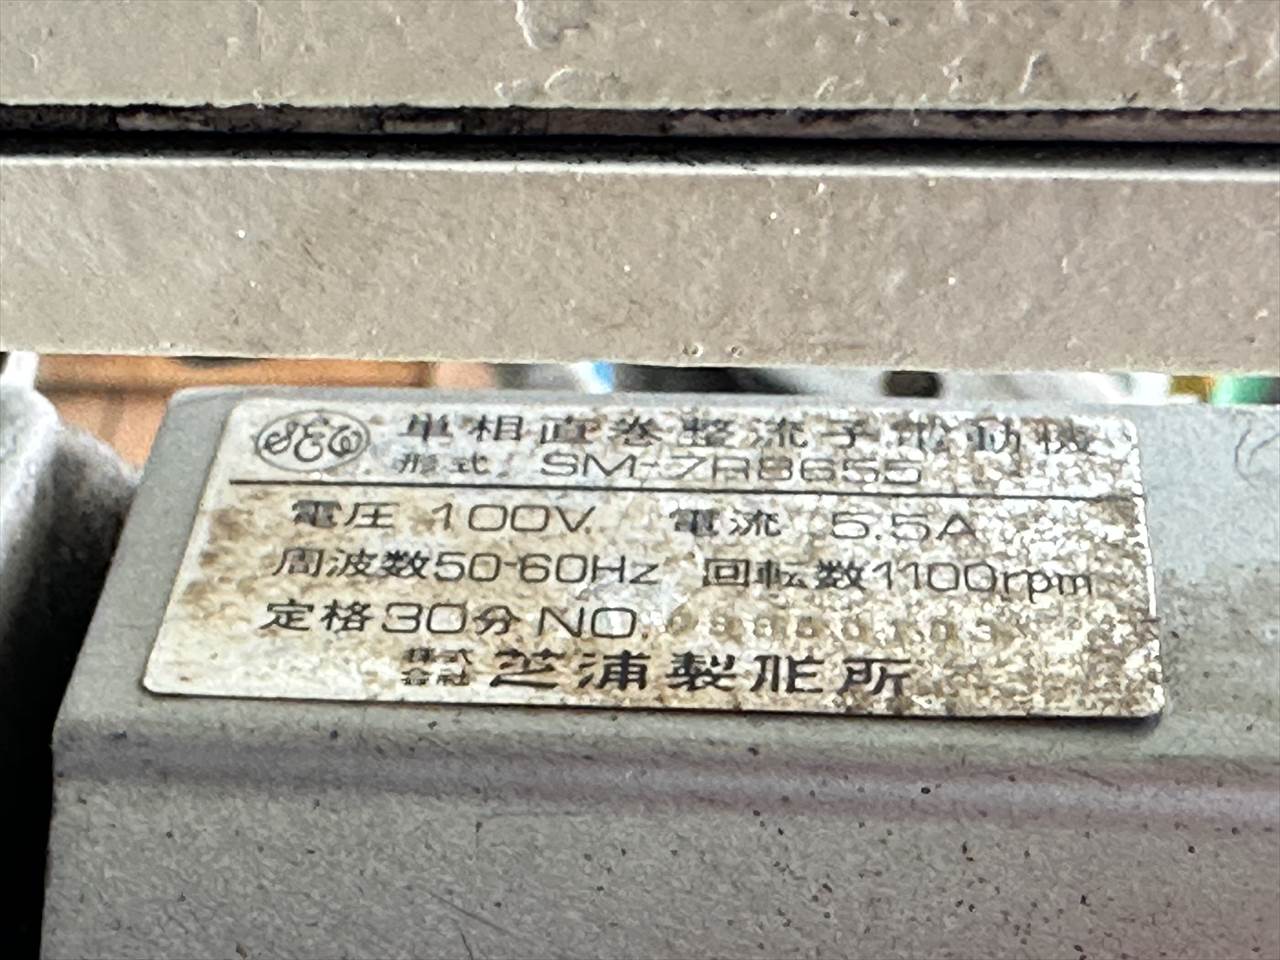 SEW 単相直巻整流子電動機
形式 SM-7R8655
電圧 100V. 電流 5.5A
周波数50-60Hz 回転数1100rpm
定格30分 NO.
株式会社 芝浦製作所